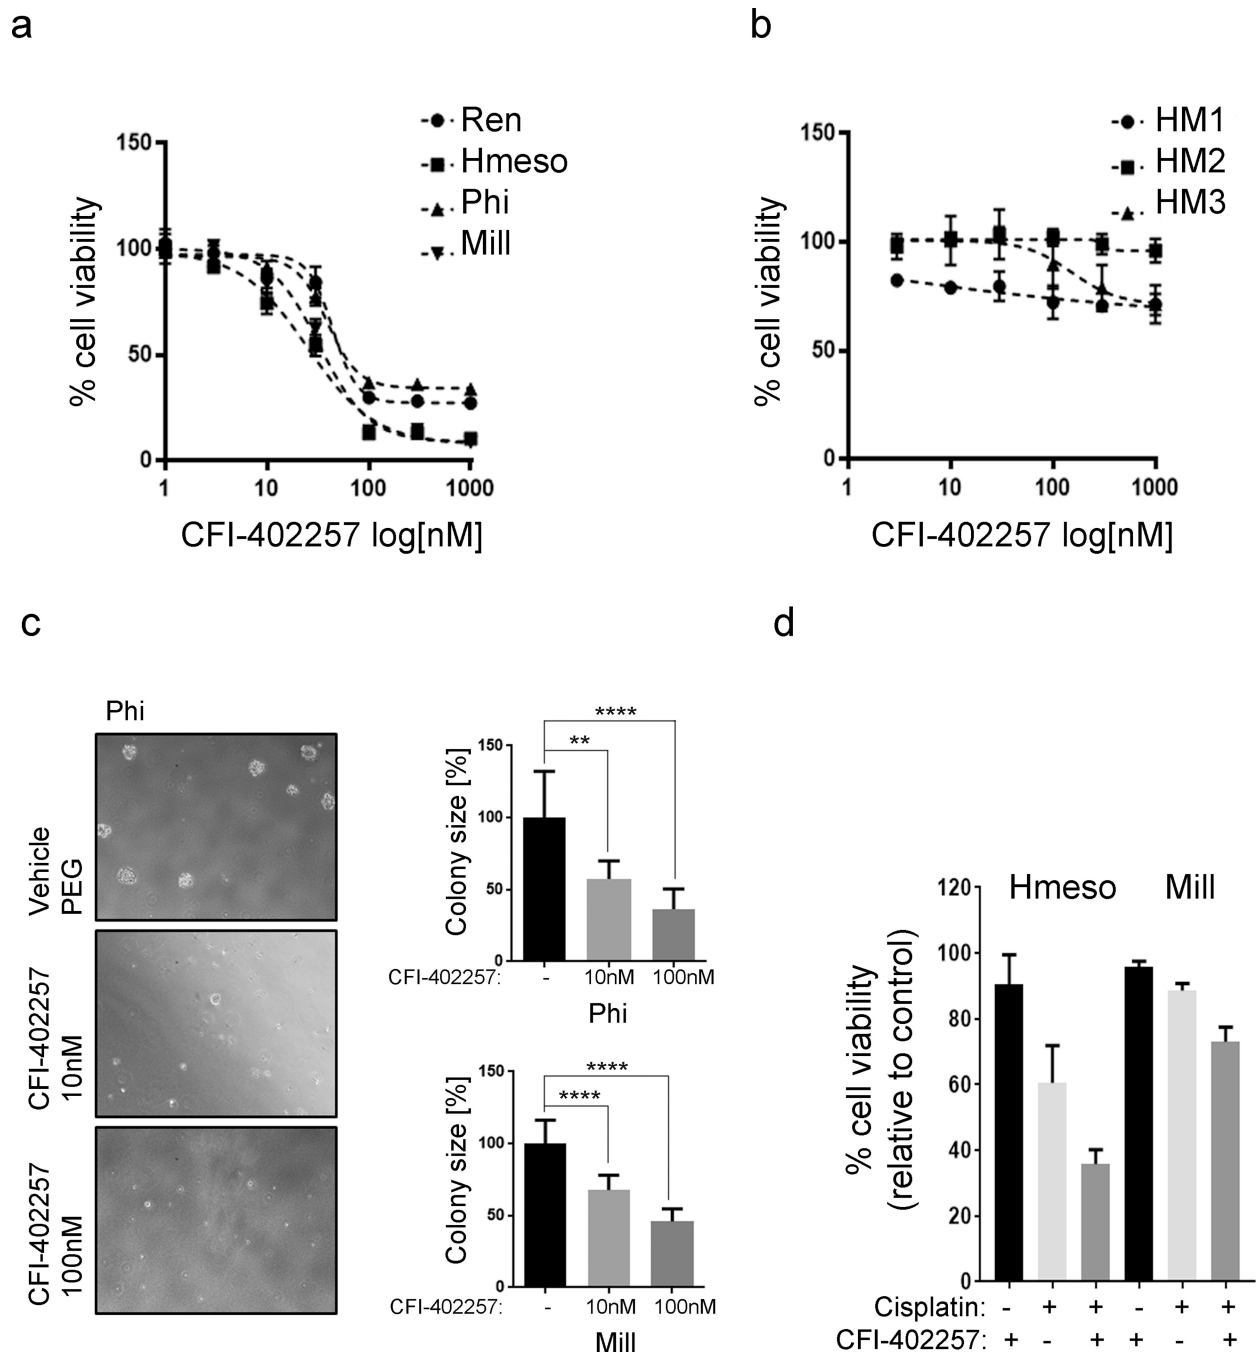 a
150
100
50
0
% cell viability
1 10 100 1000
CFI-402257 log[nM]
Ren
Hmeso
Phi
Mill
b
150
100
50
0
% cell viability
1 10 100 1000
CFI-402257 log[nM]
HM1
HM2
HM3
c
Phi
Vehicle
PEG
CFI-402257
10nM
CFI-402257
100nM
Colony size [%]
150
100
50
0
****
**
CFI-402257: - 10nM 100nM
Phi
Colony size [%]
150
100
50
0
****
****
CFI-402257: - 10nM 100nM
Mill
d
% cell viability
(relative to control)
120
100
80
60
40
20
0
Hmeso Mill
Cisplatin: - + + - + +
CFI-402257: + - + + - +